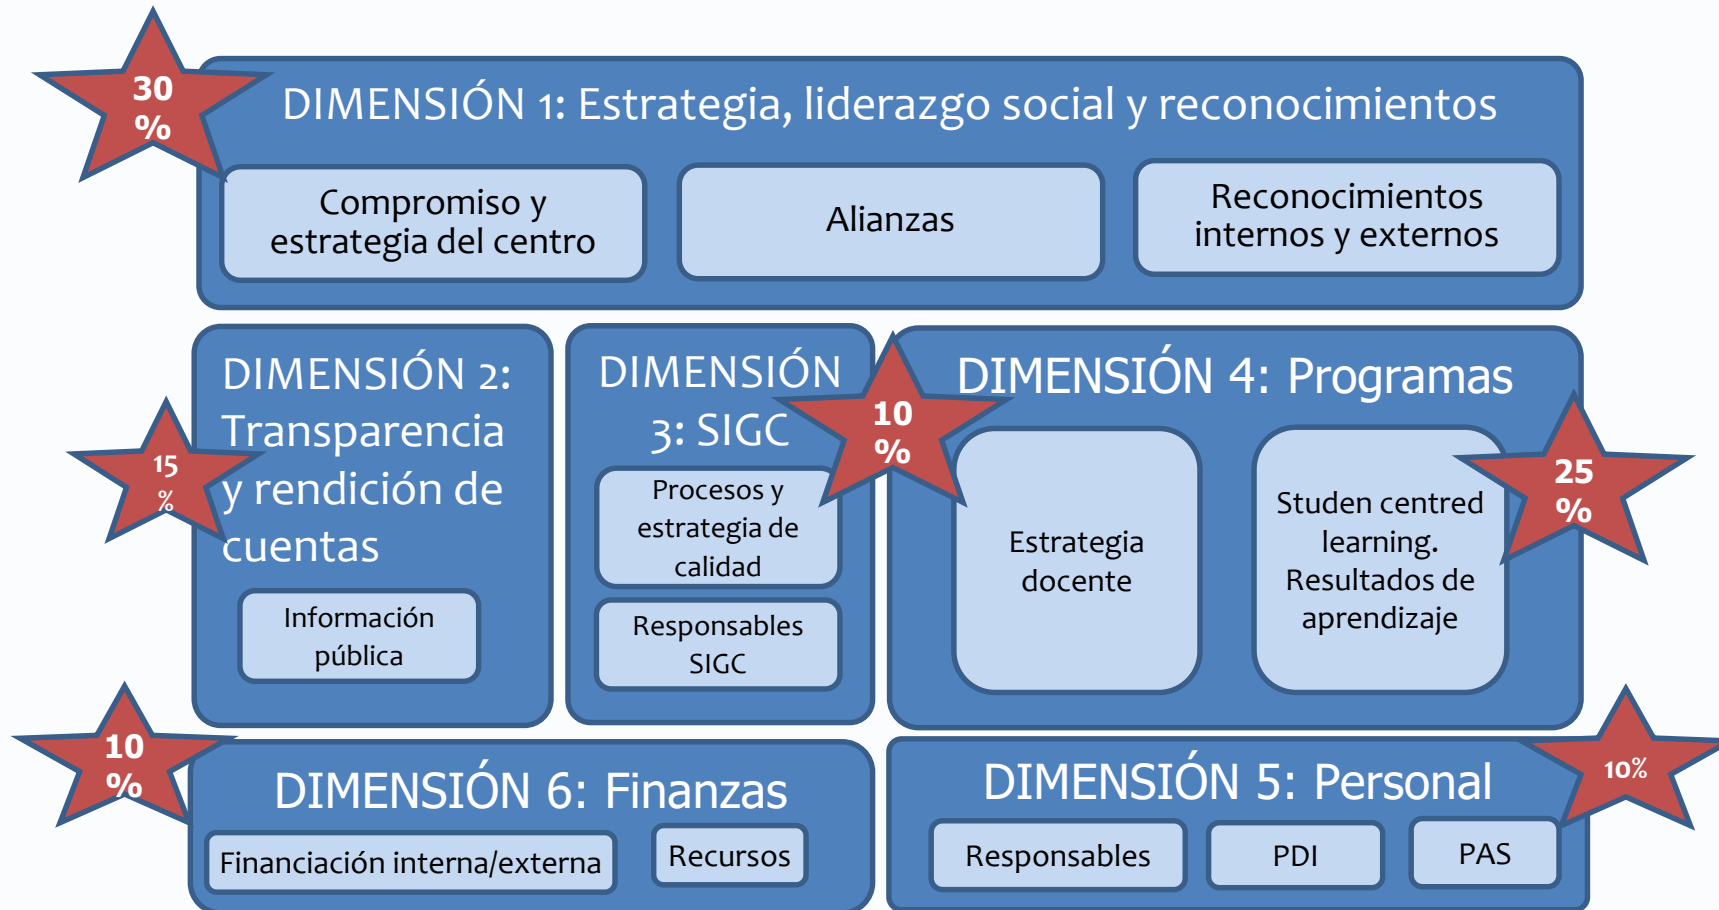 30
%
DIMENSIÓN 1: Estrategia, liderazgo social y reconocimientos
Compromiso y
estrategia del centro
Alianzas
Reconocimientos
internos y externos
15
%
DIMENSIÓN 2:
Transparencia
y rendición de
cuentas
Información
pública
DIMENSIÓN
3: SIGC
Procesos y
estrategia de
calidad
Responsables
SIGC
10
%
DIMENSIÓN 4: Programas
Estrategia
docente
Studen centred
learning.
Resultados de
aprendizaje
25
%
10
%
DIMENSIÓN 6: Finanzas
Financiación interna/externa
Recursos
DIMENSIÓN 5: Personal
Responsables
PDI
PAS
10%